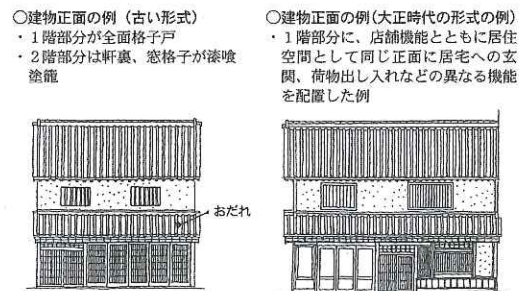 ○建物正面の例（古い形式）
・１階部分が全面格子戸
・２階部分は軒裏、窓格子が漆喰
塗籠
おだれ
○建物正面の例（大正時代の形式の例）
・１階部分に、店舗機能とともに居住
空間として同じ正面に居宅への玄
関、荷物出し入れなどの異なる機能
を配置した例